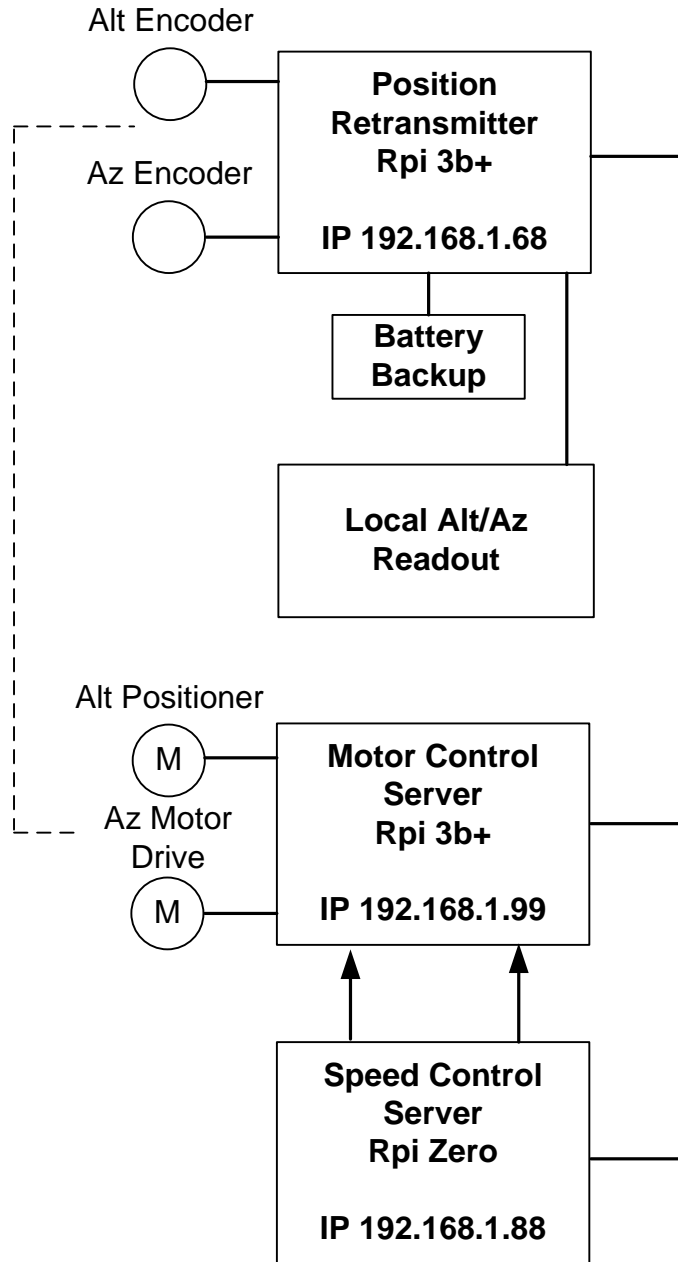 Alt Encoder
Position
Retransmitter
Rpi 3b+
Az Encoder
IP 192.168.1.68
Battery
Backup
Local Alt/Az
Readout
Alt Positioner
M
Motor Control
Server
Rpi 3b+
Az Motor
Drive
M
IP 192.168.1.99
Speed Control
Server
Rpi Zero
IP 192.168.1.88